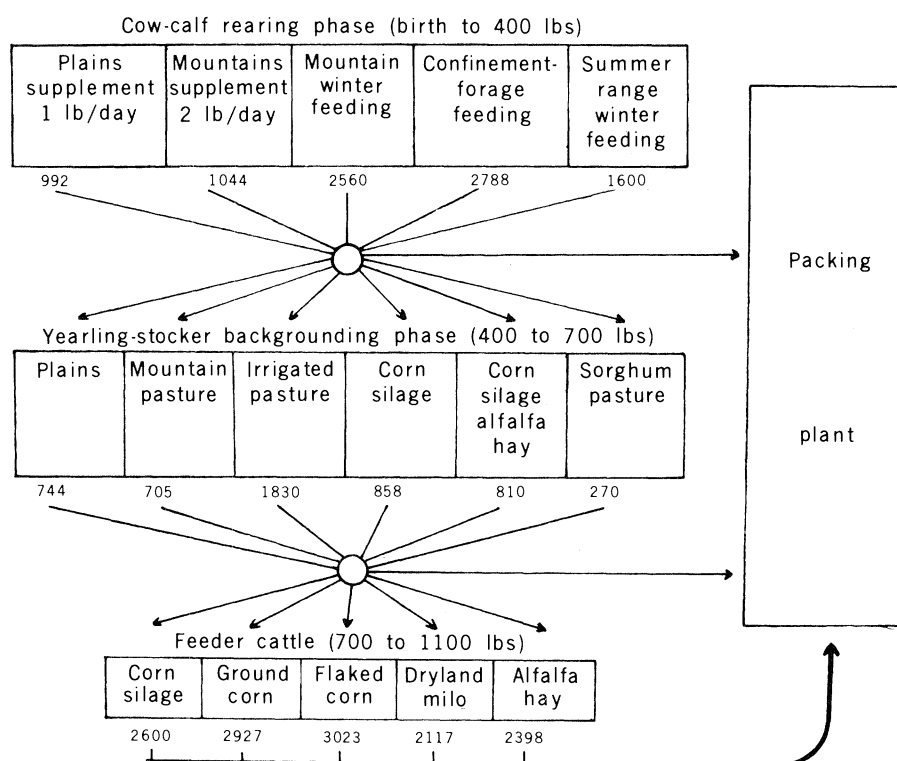 Cow-calf rearing phase (birth to 400 lbs)
Plains supplement 1 lb/day
Mountains supplement 2 lb/day
Mountain winter feeding
Confinement-forage feeding
Summer range winter feeding
992 1044 2560 2788 1600
Packing
plant
Yearling-stocker backgrounding phase (400 to 700 lbs)
Plains
Mountain pasture
Irrigated pasture
Corn silage
Corn silage alfalfa hay
Sorghum pasture
744 705 1830 858 810 270
Feeder cattle (700 to 1100 lbs)
Corn silage
Ground corn
Flaked corn
Dryland milo
Alfalfa hay
2600 2927 3023 2117 2398